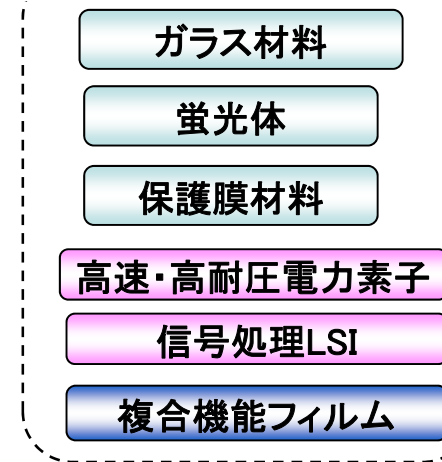 ガラス材料
蛍光体
保護膜材料
高速・高耐圧電力素子
信号処理LSI
複合機能フィルム